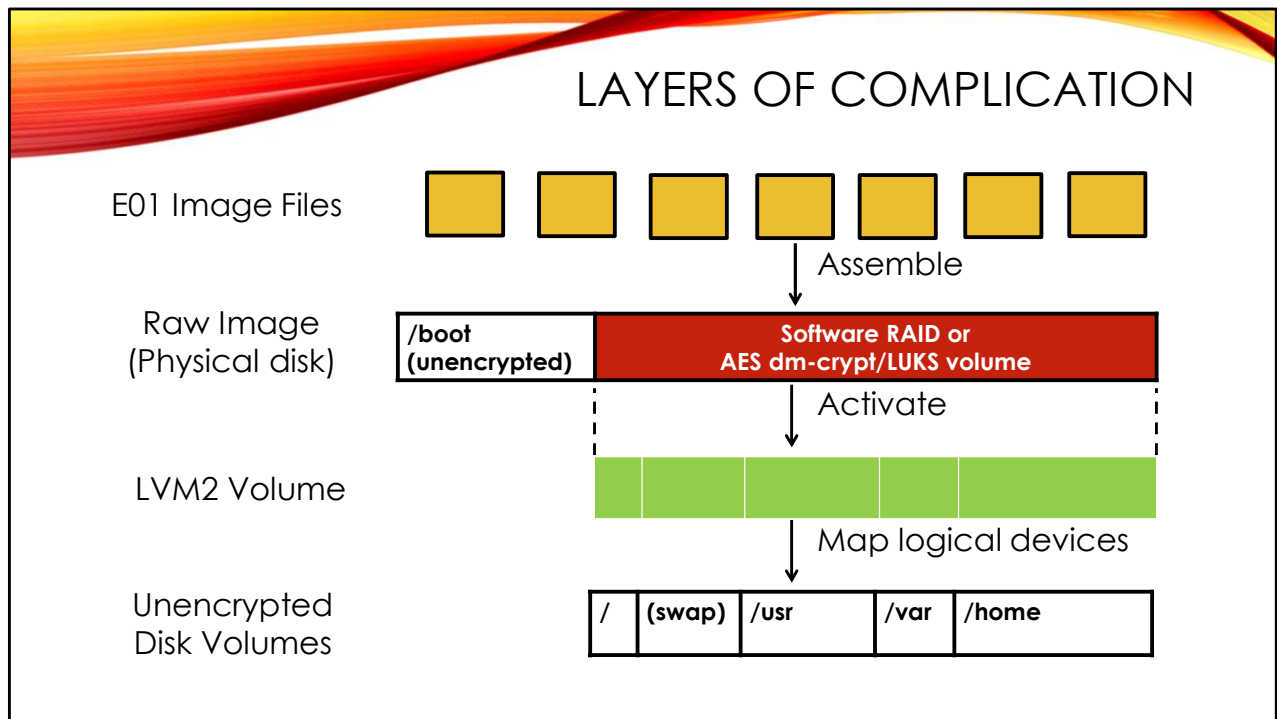 LAYERS OF COMPLICATION
E01 Image Files
Assemble
Raw Image
(Physical disk)
/boot
(unencrypted)
Software RAID or
AES dm-crypt/LUKS volume
Activate
LVM2 Volume
Map logical devices
Unencrypted
Disk Volumes
/ (swap) /usr /var /home